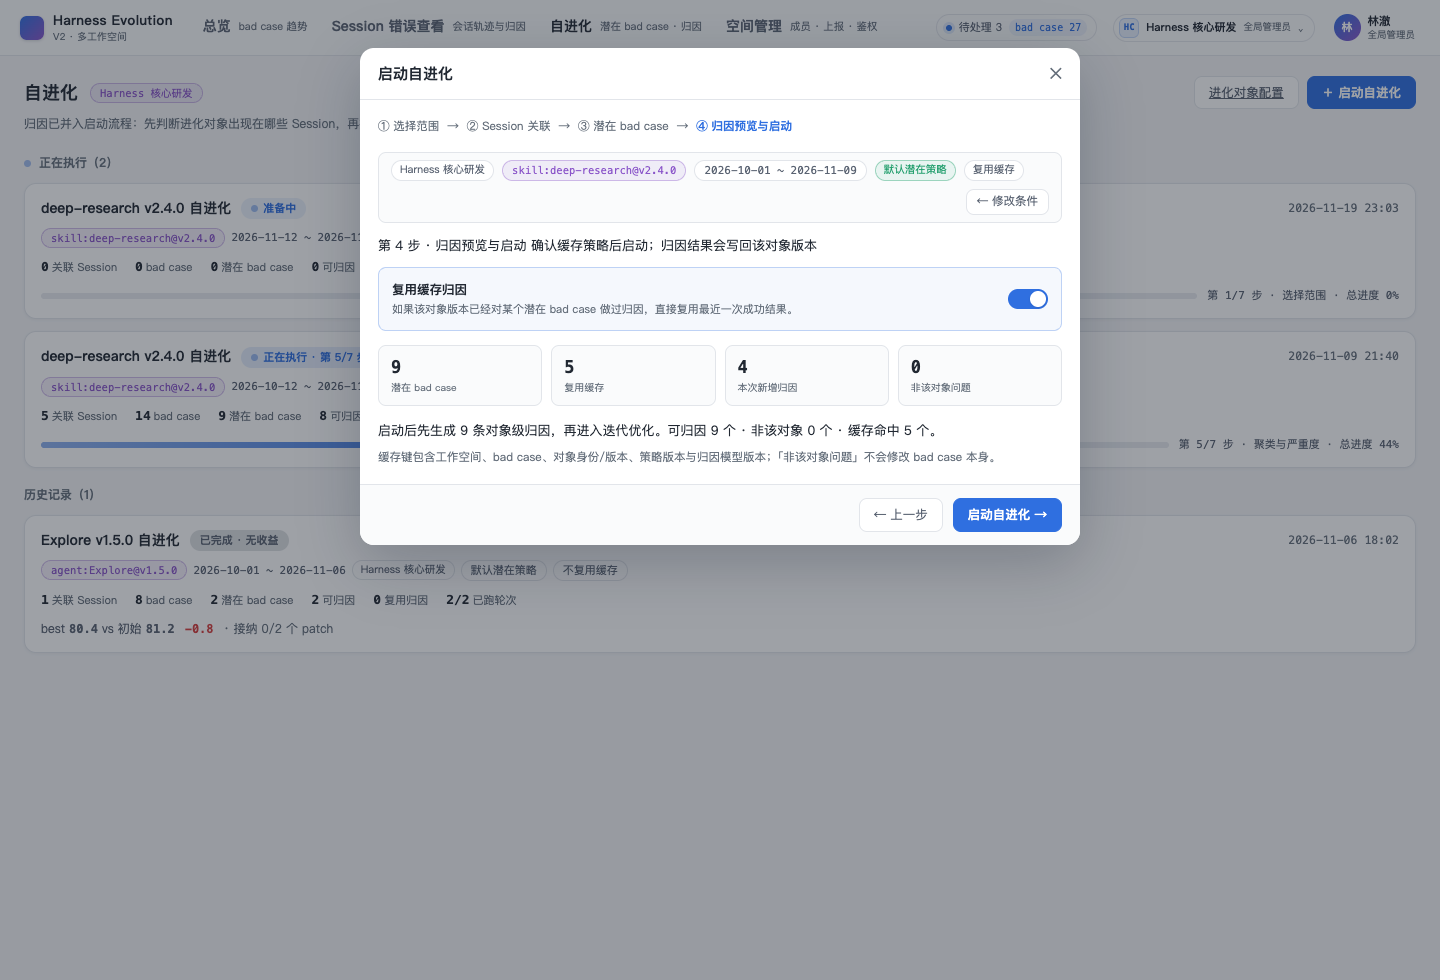 Harness Evolution
V2 · 多工作空间
总览 bad case 趋势
Session 错误查看 会话轨迹与归因
自进化 潜在 bad case · 归因
空间管理 成员 · 上报 · 鉴权
待处理 3 bad case 27
HC Harness 核心研发 全局管理员
林 林澈
全局管理员
自进化 Harness 核心研发
进化对象配置
+ 启动自进化
归因已并入启动流程：先判断进化对象出现在哪些 Session，再
正在执行（2）
deep-research v2.4.0 自进化 准备中
2026-11-19 23:03
skill:deep-research@v2.4.0 2026-11-12 ~ 2026-11
0 关联 Session 0 bad case 0 潜在 bad case 0 可归因
第 1/7 步 · 选择范围 · 总进度 0%
deep-research v2.4.0 自进化 正在执行 · 第 5/7
2026-11-09 21:40
skill:deep-research@v2.4.0 2026-10-12 ~ 2026-11
5 关联 Session 14 bad case 9 潜在 bad case 8 可归因
第 5/7 步 · 聚类与严重度 · 总进度 44%
历史记录（1）
Explore v1.5.0 自进化 已完成 · 无收益
2026-11-06 18:02
agent:Explore@v1.5.0 2026-10-01 ~ 2026-11-06 Harness 核心研发 默认潜在策略 不复用缓存
1 关联 Session 8 bad case 2 潜在 bad case 2 可归因 0 复用归因 2/2 已跑轮次
best 80.4 vs 初始 81.2 −0.8 · 接纳 0/2 个 patch
启动自进化 ×
① 选择范围 → ② Session 关联 → ③ 潜在 bad case → ④ 归因预览与启动
Harness 核心研发 skill:deep-research@v2.4.0 2026-10-01 ~ 2026-11-09 默认潜在策略 复用缓存
← 修改条件
第 4 步 · 归因预览与启动 确认缓存策略后启动；归因结果会写回该对象版本
复用缓存归因
如果该对象版本已经对某个潜在 bad case 做过归因，直接复用最近一次成功结果。
9
潜在 bad case
5
复用缓存
4
本次新增归因
0
非该对象问题
启动后先生成 9 条对象级归因，再进入迭代优化。可归因 9 个 · 非该对象 0 个 · 缓存命中 5 个。
缓存键包含工作空间、bad case、对象身份/版本、策略版本与归因模型版本；「非该对象问题」不会修改 bad case 本身。
← 上一步
启动自进化 →